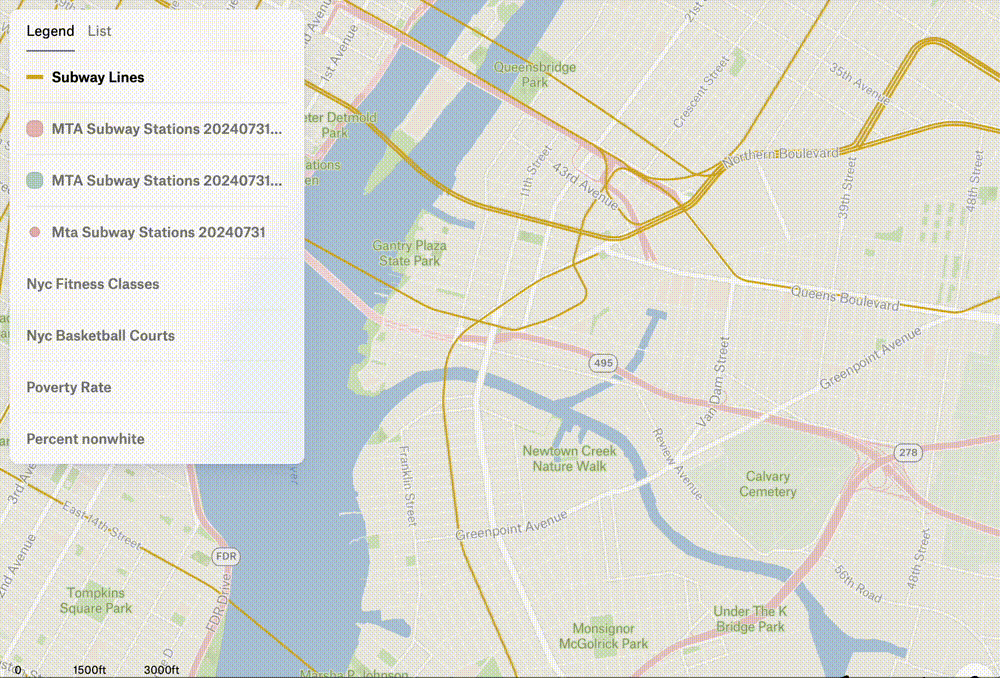 Legend List
Subway Lines
MTA Subway Stations 20240731...
MTA Subway Stations 20240731...
Mta Subway Stations 20240731
Nyc Fitness Classes
Nyc Basketball Courts
Poverty Rate
Percent nonwhite
1st Avenue
21st
Queensbridge
Park
Crescent Street
35th Avenue
eter Detmold
Park
ations
en
11th Street
43rd Avenue
Northern Boulevard
39th Street
48th Street
Gantry Plaza
State Park
Queens Boulevard
495
Greenpoint Avenue
Van Dam Street
Review Avenue
278
Newtown Creek
Nature Walk
Calvary
Cemetery
Franklin Street
Greenpoint Avenue
3rd Ave
East 14th Street
2nd Avenue
FDR
FDR Drive
ver
48th Street
56th Road
Tompkins
Square Park
Under The K
Bridge Park
Monsignor
McGolrick Park
Marsha P. Johnson
0 1500ft 3000ft